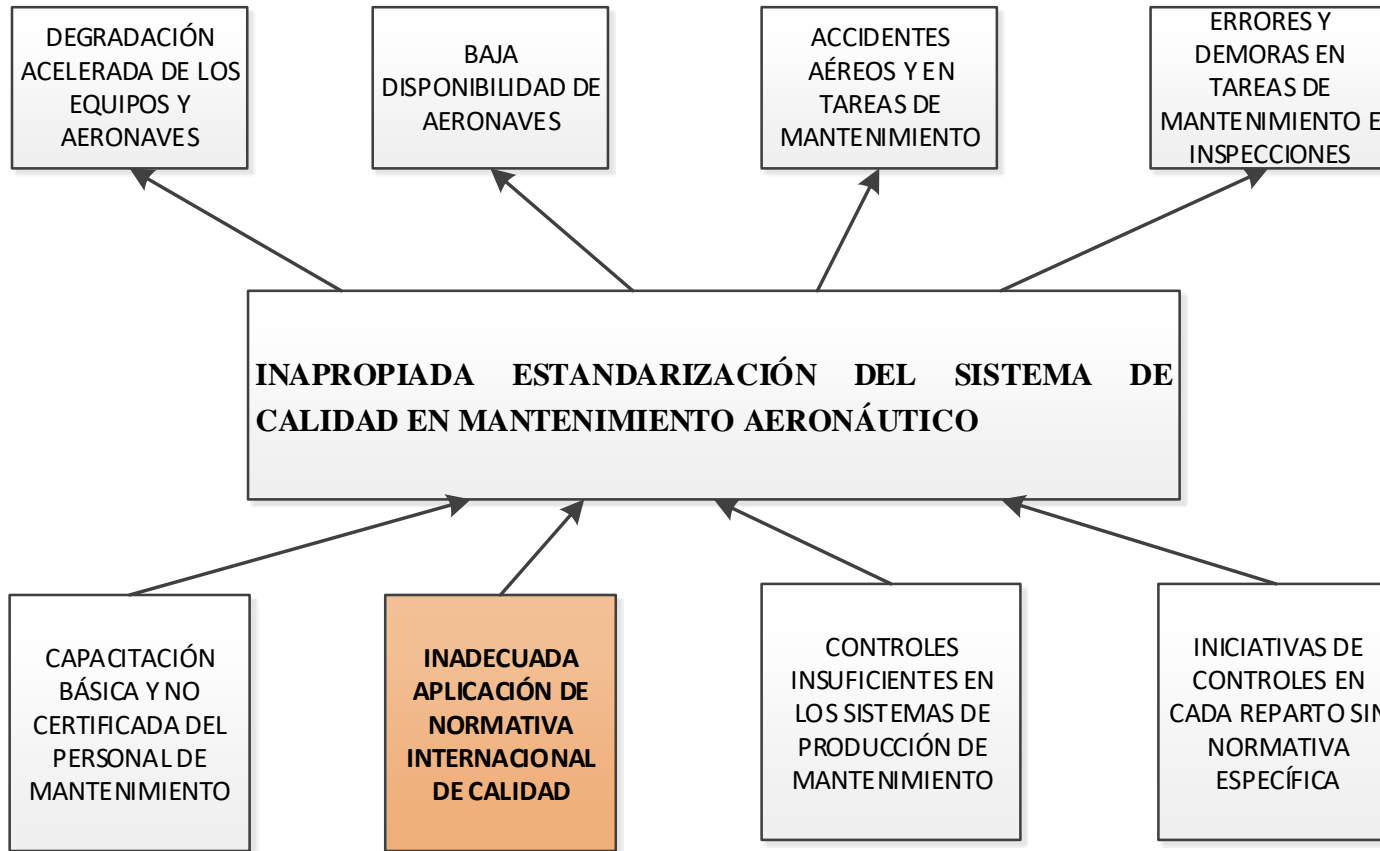 DEGRADACIÓN
ACELERADA DE LOS
EQUIPOS Y
AERONAVES
BAJA
DISPONIBILIDAD DE
AERONAVES
ACCIDENTES
AÉREOS Y EN
TAREAS DE
MANTENIMIENTO
ERRORES Y
DEMORAS EN
TAREAS DE
MANTENIMIENTO E
INSPECCIONES
INAPROPIADA ESTANDARIZACIÓN DEL SISTEMA DE
CALIDAD EN MANTENIMIENTO AERONÁUTICO
CAPACITACIÓN
BÁSICA Y NO
CERTIFICADA DEL
PERSONAL DE
MANTENIMIENTO
INADECUADA
APLICACIÓN DE
NORMATIVA
INTERNACIONAL
DE CALIDAD
CONTROLES
INSUFICIENTES EN
LOS SISTEMAS DE
PRODUCCIÓN DE
MANTENIMIENTO
INICIATIVAS DE
CONTROLES EN
CADA REPARTO SIN
NORMATIVA
ESPECÍFICA